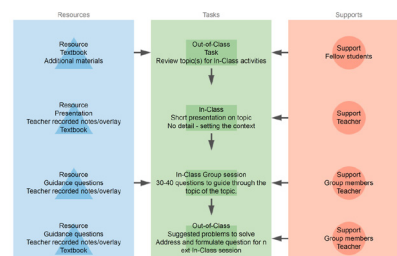 Resources
Tasks
Supports
Resource
Textbook
Additional materials
Out-of-Class
Task
Review topic(s) for In-Class activities
Support
Fellow students
Resource
Presentation
Teacher recorded notes/overlay
Textbook
In-Class
Short presentation on topic
No detail - setting the context
Support
Teacher
Resource
Guidance questions
Teacher recorded notes/overlay
In-Class Group session
30-40 questions to guide through the
topic of the topic.
Support
Group members
Teacher
Resource
Guidance questions
Teacher recorded notes/overlay
Textbook
Out-of-Class
Suggested problems to solve
Address and formulate question for n
ext In-Class session
Support
Group members
Teacher